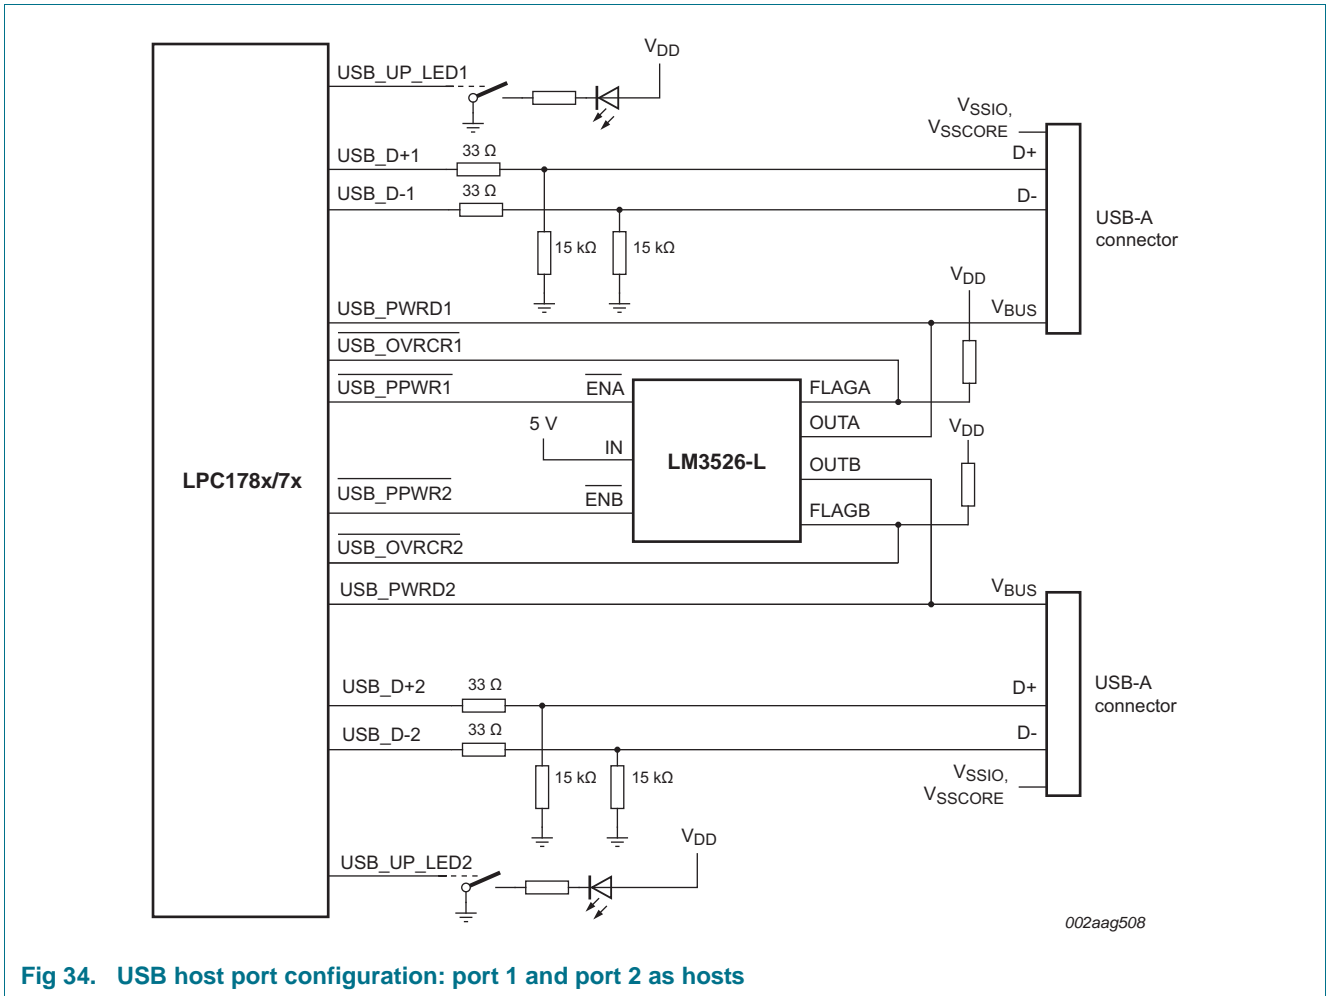 VDD
USB_UP_LED1
VSSIO,
VSSCORE
USB_D+1
33 Ω
D+
USB_D-1
33 Ω
D-
USB-A
connector
15 kΩ
15 kΩ
VDD
USB_PWRD1
VBUS
USB_OVRCR1
USB_PPWR1
ENA
FLAGA
5 V
OUTA
VDD
IN
LM3526-L
OUTB
LPC178x/7x
USB_PPWR2
ENB
FLAGB
USB_OVRCR2
USB_PWRD2
VBUS
USB_D+2
33 Ω
D+
USB-A
connector
USB_D-2
33 Ω
D-
15 kΩ
15 kΩ
VSSIO,
VSSCORE
VDD
USB_UP_LED2
002aag508
Fig 34. USB host port configuration: port 1 and port 2 as hosts